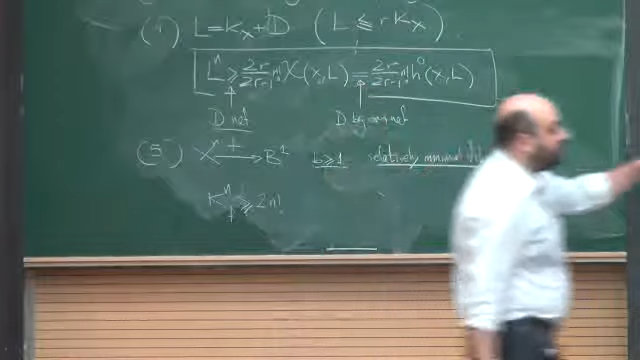 (4) L = K_X + D (L ≤ r K_X)
L^n ≥ 2r/2r-1 n! χ(X, L) = 2r/2r-1 n! h^0(X, L)
D nef D big and nef
(5) X^n →^f B^1 b ≥ 1 relatively minimal
K^n_f ≥ 2n!